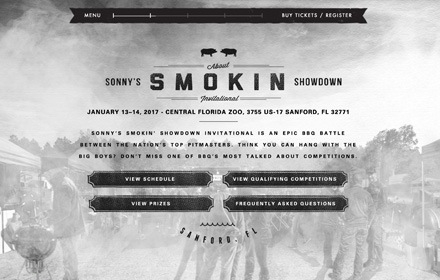 MENU
BUY TICKETS / REGISTER
About
SONNY'S SMOKIN SHOWDOWN
Invitational
JANUARY 13–14, 2017 - CENTRAL FLORIDA ZOO, 3755 US-17 SANFORD, FL 32771
SONNY'S SMOKIN' SHOWDOWN INVITATIONAL IS AN EPIC BBQ BATTLE
BETWEEN THE NATION'S TOP PITMASTERS. THINK YOU CAN HANG WITH THE
BIG BOYS? DON'T MISS ONE OF BBQ'S MOST TALKED ABOUT COMPETITIONS.
VIEW SCHEDULE
VIEW QUALIFYING COMPETITIONS
VIEW PRIZES
FREQUENTLY ASKED QUESTIONS
SANFORD, FL